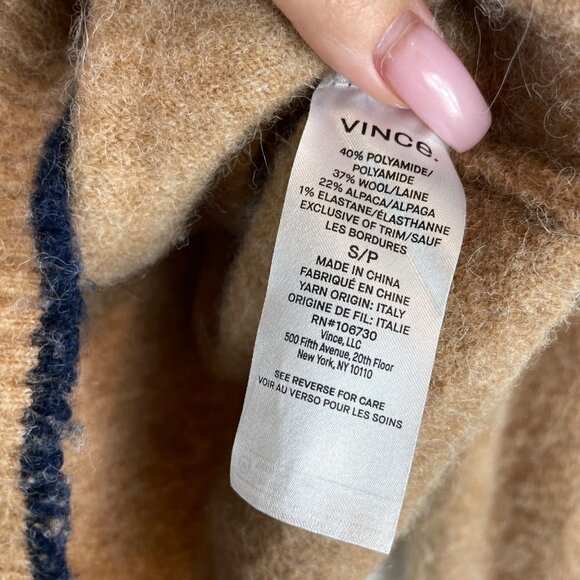 VINCe.
40% POLYAMIDE/
POLYAMIDE
37% WOOL/LAINE
22% ALPACA/ALPAGA
1% ELASTANE/ÉLASTHANNE
EXCLUSIVE OF TRIM/SAUF
LES BORDURES
S/P
MADE IN CHINA
FABRIQUÉ EN CHINE
YARN ORIGIN: ITALY
ORIGINE DE FIL: ITALIE
RN#106730
Vince, LLC
500 Fifth Avenue, 20th Floor
New York, NY 10110
SEE REVERSE FOR CARE
VOIR AU VERSO POUR LES SOINS